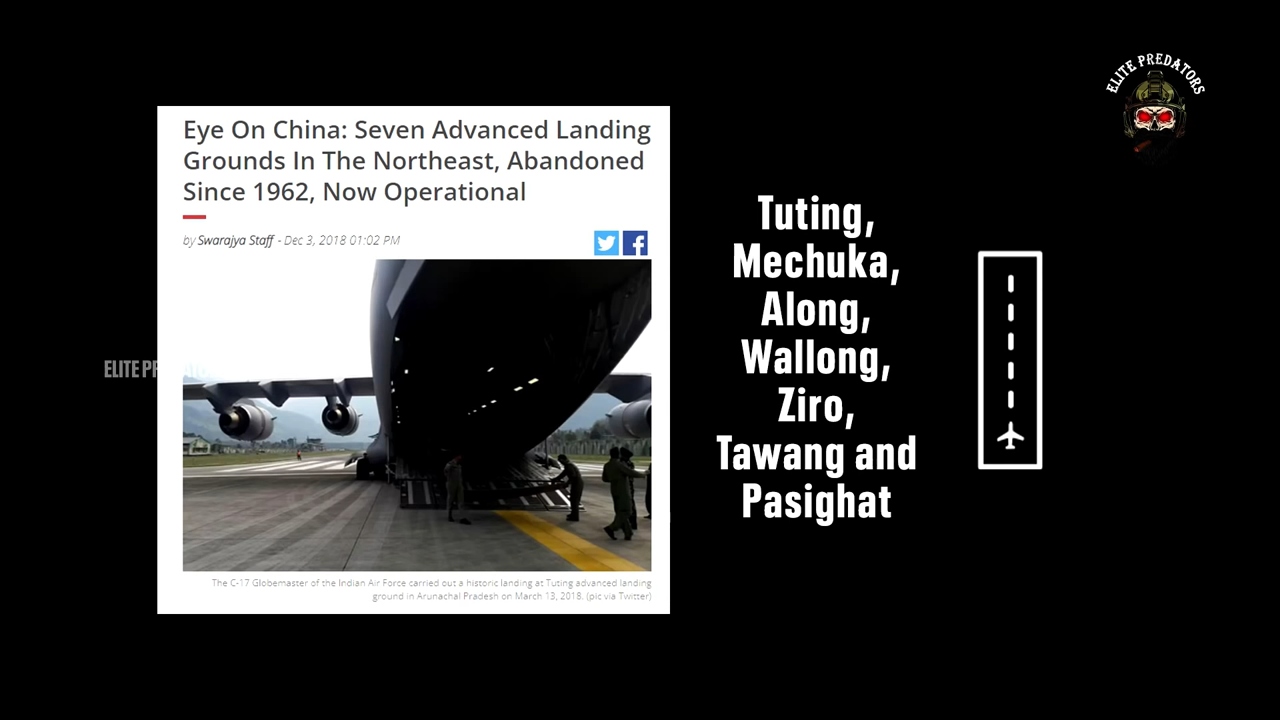 ELITE PREDATORS
Eye On China: Seven Advanced Landing
Grounds In The Northeast, Abandoned
Since 1962, Now Operational
by Swarajya Staff - Dec 3, 2018 01:02 PM
ELITE PR
The C-17 Globemaster of the Indian Air Force carried out a historic landing at Tuting advanced landing
ground in Arunachal Pradesh on March 13, 2018. (pic via Twitter)
Tuting,
Mechuka,
Along,
Wallong,
Ziro,
Tawang and
Pasighat